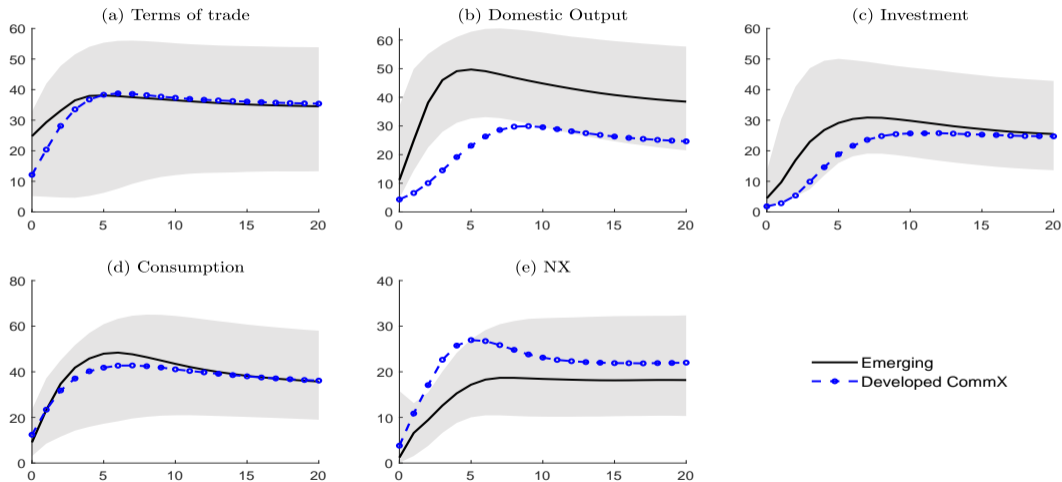 (a) Terms of trade
(b) Domestic Output
(c) Investment
60
50
40
30
20
10
0
0 5 10 15 20
60
50
40
30
20
10
0
0 5 10 15 20
60
50
40
30
20
10
0
0 5 10 15 20
(d) Consumption
(e) NX
80
60
40
20
0
0 5 10 15 20
40
30
20
10
0
0 5 10 15 20
Emerging
Developed CommX